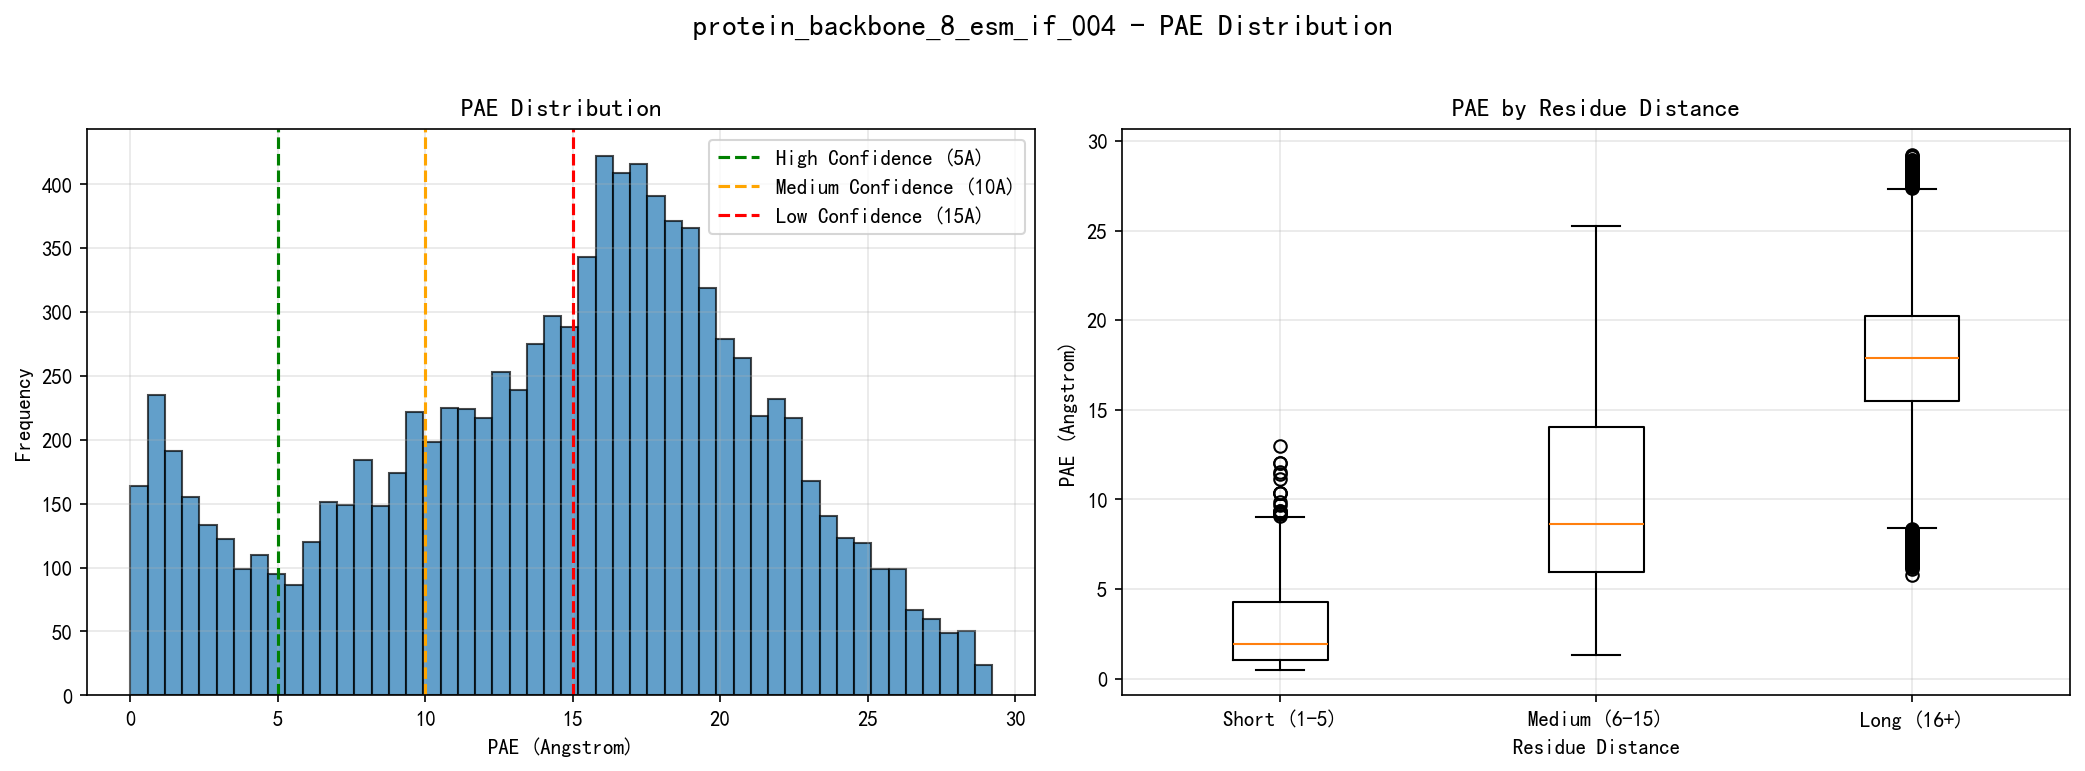 protein_backbone_8_esm_if_004 - PAE Distribution
PAE Distribution
Frequency
400
350
300
250
200
150
100
50
0
High Confidence (5A)
Medium Confidence (10A)
Low Confidence (15A)
0 5 10 15 20 25 30
PAE (Angstrom)
PAE by Residue Distance
PAE (Angstrom)
30
25
20
15
10
5
0
Short (1-5) Medium (6-15) Long (16+)
Residue Distance